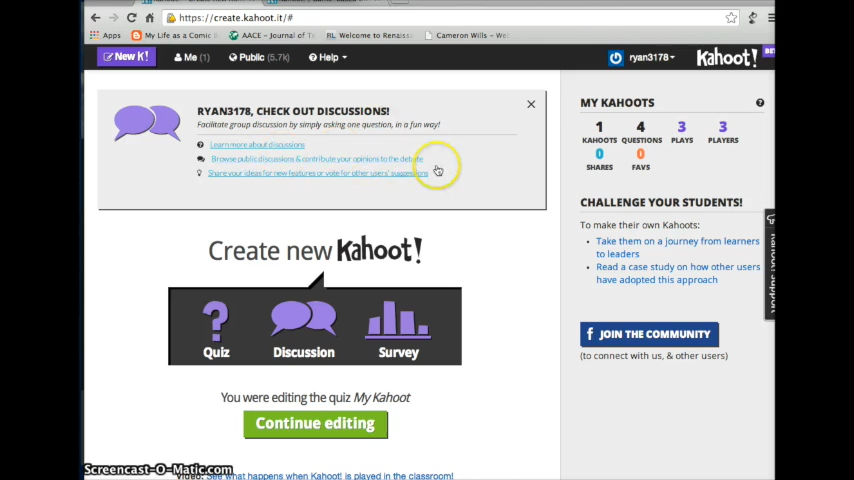 https://create.kahoot.it/#
Apps My Life as a Comic AACE - Journal of T RL Welcome to Renaiss Cameron Wills - We
New K! Me (1) Public (5.7k) Help ryan3178 Kahoot! BE
RYAN3178, CHECK OUT DISCUSSIONS!
Facilitate group discussion by simply asking one question, in a fun way!
Learn more about discussions
Browse public discussions & contribute your opinions to the debate
Share your ideas for new features or vote for other users' suggestions
Create new Kahoot!
Quiz Discussion Survey
You were editing the quiz My Kahoot
Continue editing
Video: See what happens when Kahoot! is played in the classroom!
MY KAHOOTS
1 4 3 3
KAHOOTS QUESTIONS PLAYS PLAYERS
0 0
SHARES FAVS
CHALLENGE YOUR STUDENTS!
To make their own Kahoots:
Take them on a journey from learners
to leaders
Read a case study on how other users
have adopted this approach
f JOIN THE COMMUNITY
(to connect with us, & other users)
Kahoot! support
Screencast-O-Matic.com